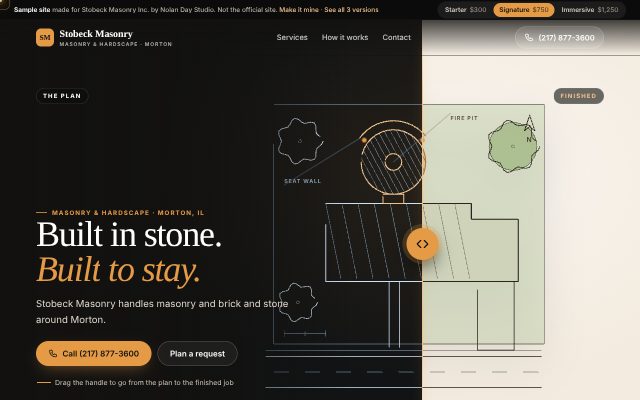 Sample site made for Stobeck Masonry Inc. by Nolan Day Studio. Not the official site. Make it mine · See all 3 versions
Starter $300 Signature $750 Immersive $1,250
SM Stobeck Masonry
MASONRY & HARDSCAPE · MORTON
Services How it works Contact
(217) 877-3600
THE PLAN
FINISHED
FIRE PIT
N
SEAT WALL
MASONRY & HARDSCAPE · MORTON, IL
Built in stone.
Built to stay.
Stobeck Masonry handles masonry and brick and stone
around Morton.
Call (217) 877-3600 Plan a request
Drag the handle to go from the plan to the finished job